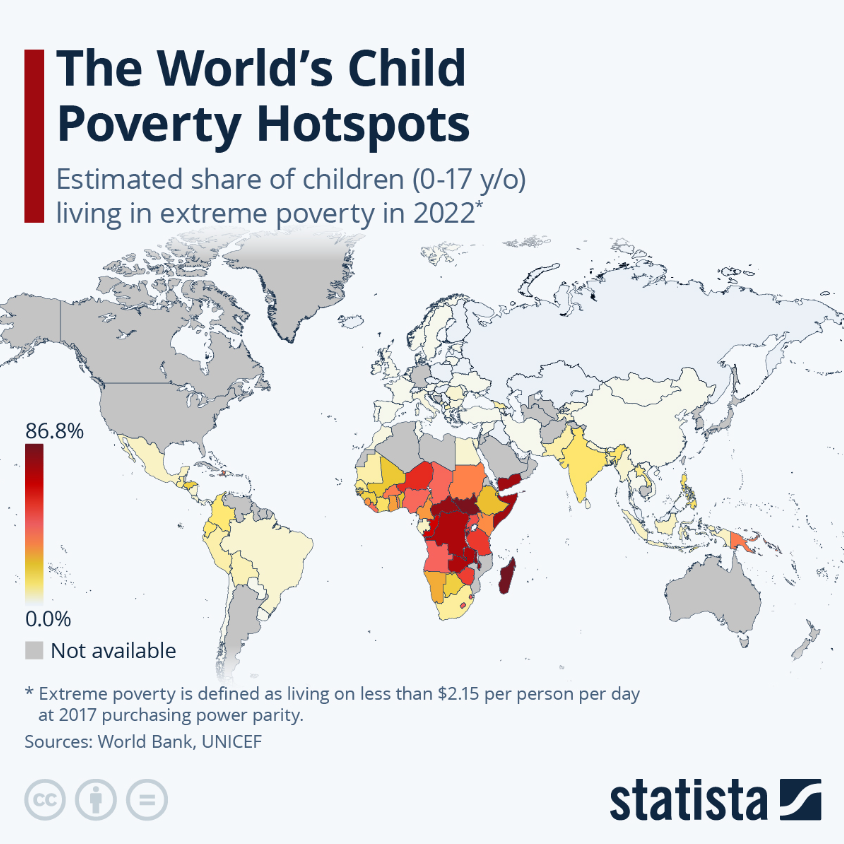 The World’s Child
Poverty Hotspots
Estimated share of children (0-17 y/o)
living in extreme poverty in 2022*
86.8%
0.0%
Not available
* Extreme poverty is defined as living on less than $2.15 per person per day
at 2017 purchasing power parity.
Sources: World Bank, UNICEF
cc
statista